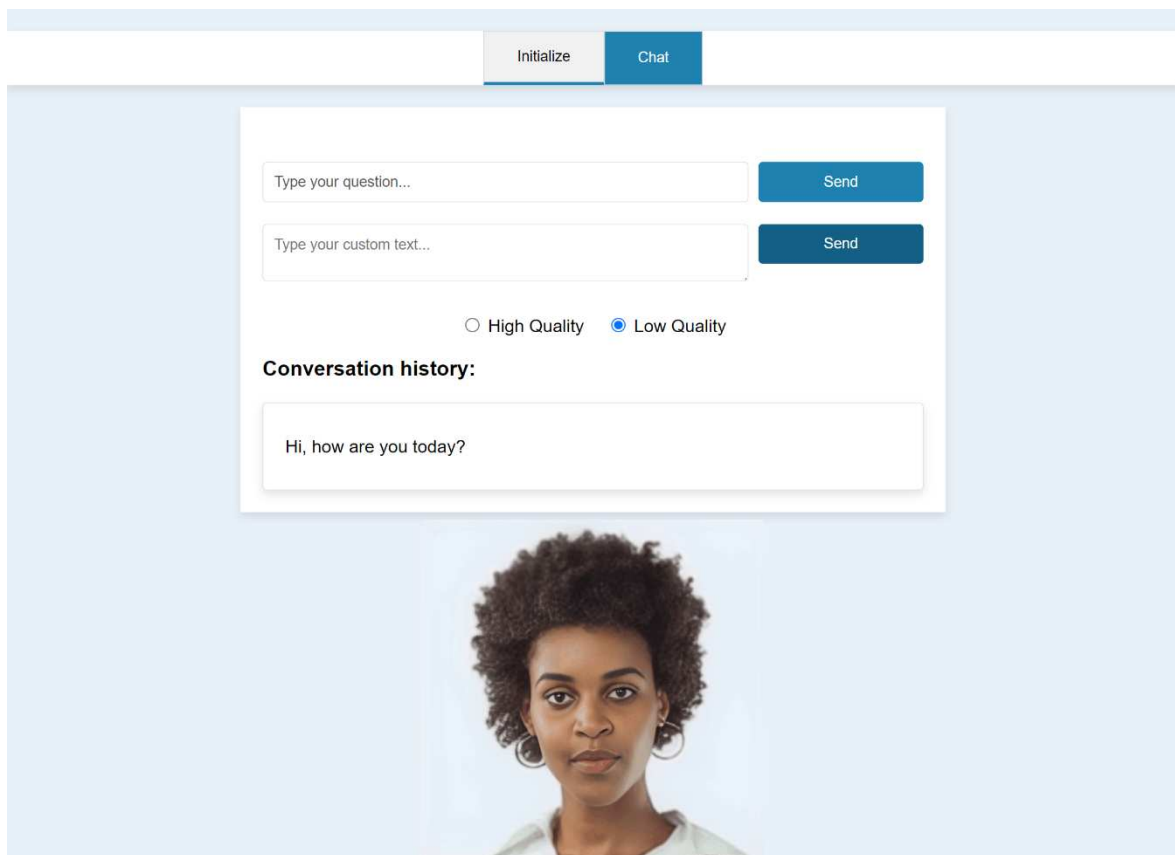 Initialize Chat
Type your question... Send
Type your custom text... Send
High Quality Low Quality
Conversation history:
Hi, how are you today?